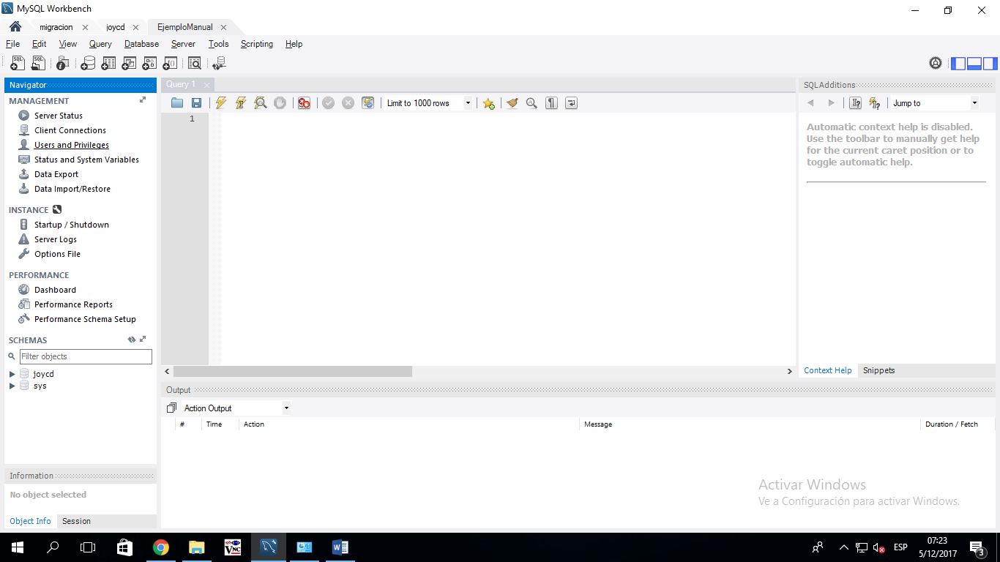 MySQL Workbench
migracion joycd EjemploManual
File Edit View Query Database Server Tools Scripting Help
Navigator
MANAGEMENT
Server Status
Client Connections
Users and Privileges
Status and System Variables
Data Export
Data Import/Restore
INSTANCE
Startup / Shutdown
Server Logs
Options File
PERFORMANCE
Dashboard
Performance Reports
Performance Schema Setup
SCHEMAS
Filter objects
joycd
sys
Information
No object selected
Object Info Session
Query 1
Limit to 1000 rows
1
SQLAdditions
Jump to
Automatic context help is disabled.
Use the toolbar to manually get help
for the current caret position or to
toggle automatic help.
Context Help Snippets
Output
Action Output
# Time Action Message Duration / Fetch
Activar Windows
Ve a Configuración para activar Windows.
ESP
07:23
5/12/2017
3